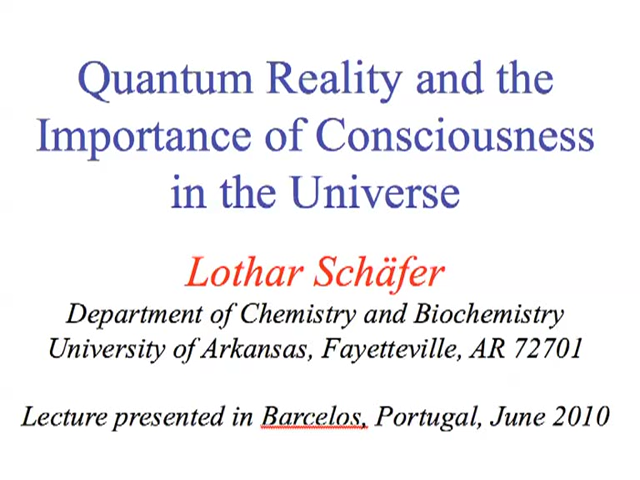 Quantum Reality and the
Importance of Consciousness
in the Universe
Lothar Schäfer
Department of Chemistry and Biochemistry
University of Arkansas, Fayetteville, AR 72701
Lecture presented in Barcelos, Portugal, June 2010